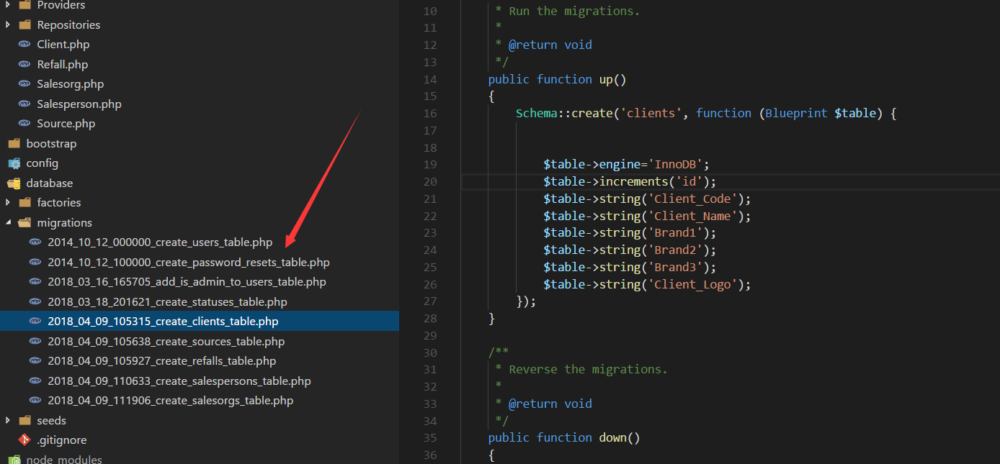 Providers
Repositories
Client.php
Refall.php
Salesorg.php
Salesperson.php
Source.php
bootstrap
config
database
factories
migrations
2014_10_12_000000_create_users_table.php
2014_10_12_100000_create_password_resets_table.php
2018_03_16_165705_add_is_admin_to_users_table.php
2018_03_18_201621_create_statuses_table.php
2018_04_09_105315_create_clients_table.php
2018_04_09_105638_create_sources_table.php
2018_04_09_105927_create_refalls_table.php
2018_04_09_110633_create_salespersons_table.php
2018_04_09_111906_create_salesorgs_table.php
seeds
.gitignore
node_modules
10 * Run the migrations.
11 *
12 * @return void
13 */
14 public function up()
15 {
16 Schema::create('clients', function (Blueprint $table) {
17
18
19 $table->engine='InnoDB';
20 $table->increments('id');
21 $table->string('Client_Code');
22 $table->string('Client_Name');
23 $table->string('Brand1');
24 $table->string('Brand2');
25 $table->string('Brand3');
26 $table->string('Client_Logo');
27 });
28 }
29
30 /**
31 * Reverse the migrations.
32 *
33 * @return void
34 */
35 public function down()
36 {